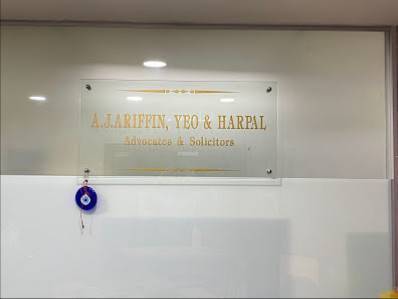 A.J.ARIFFIN, YEO & HARPAL
Advocates & Solicitors